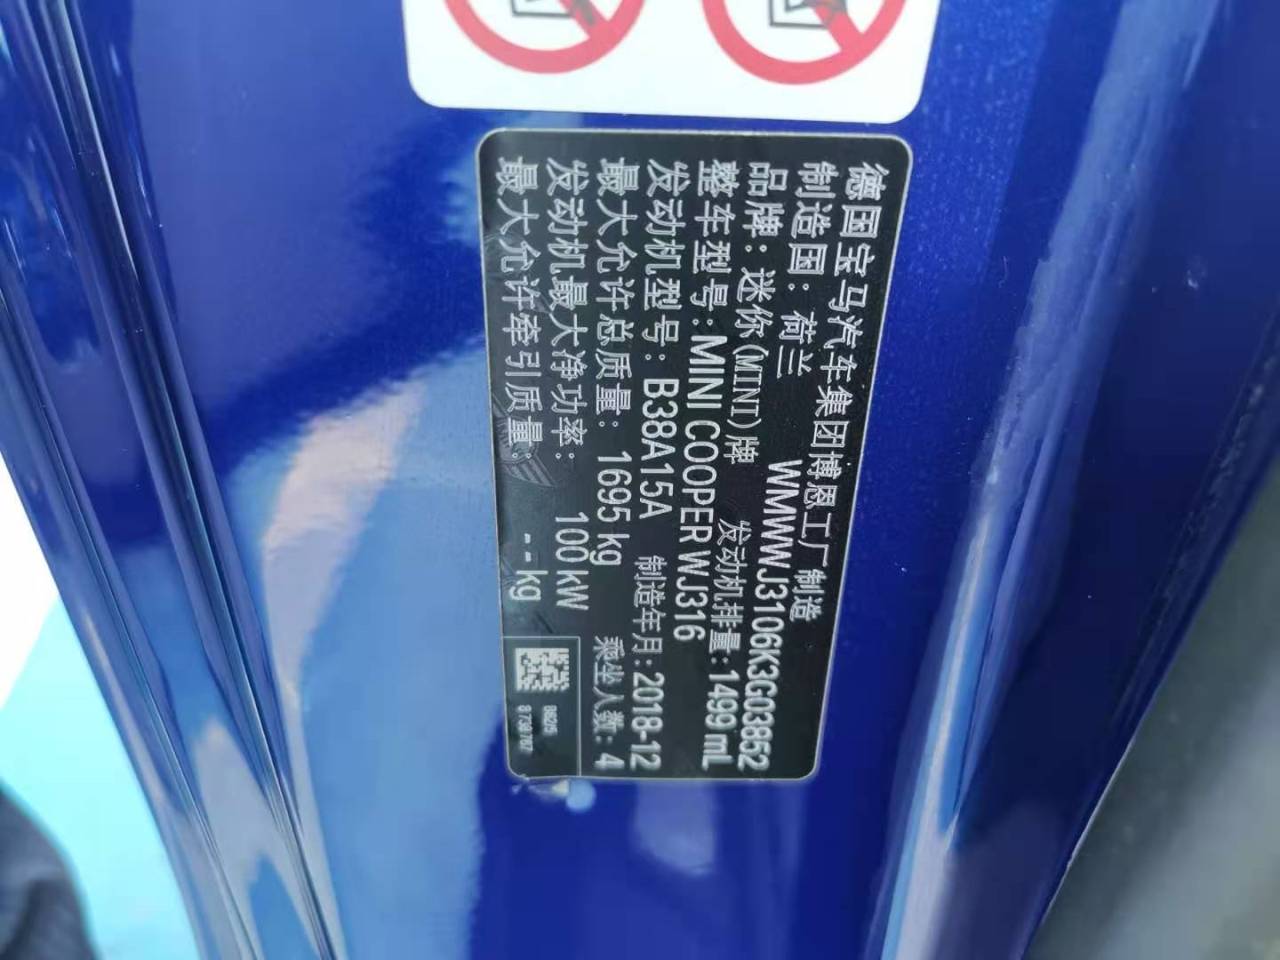 德国宝马汽车集团博恩工厂制造
制造国：荷兰 WMWWJ3106K3G03852
品牌：迷你(MINI)牌 发动机排量：1499 mL
整车型号：MINI COOPER WJ316
发动机型号：B38A15A 制造年月：2018-12
最大允许总质量：1695 kg 乘坐人数：4
发动机最大净功率：100 kW
最大允许牵引质量：-- kg